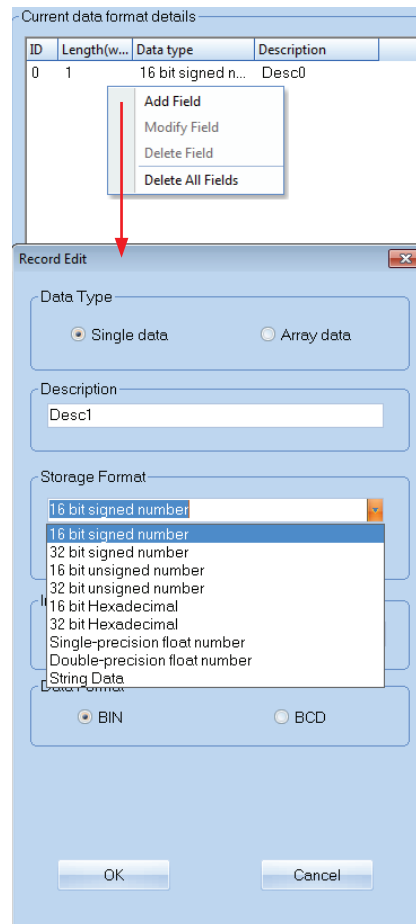 Current data format details
ID Length(w... Data type Description
0 1 16 bit signed n... Desc0
Add Field
Modify Field
Delete Field
Delete All Fields
Record Edit
Data Type
Single data Array data
Description
Desc1
Storage Format
16 bit signed number
16 bit signed number
32 bit signed number
16 bit unsigned number
32 bit unsigned number
16 bit Hexadecimal
32 bit Hexadecimal
Single-precision float number
Double-precision float number
String Data
BIN BCD
OK Cancel